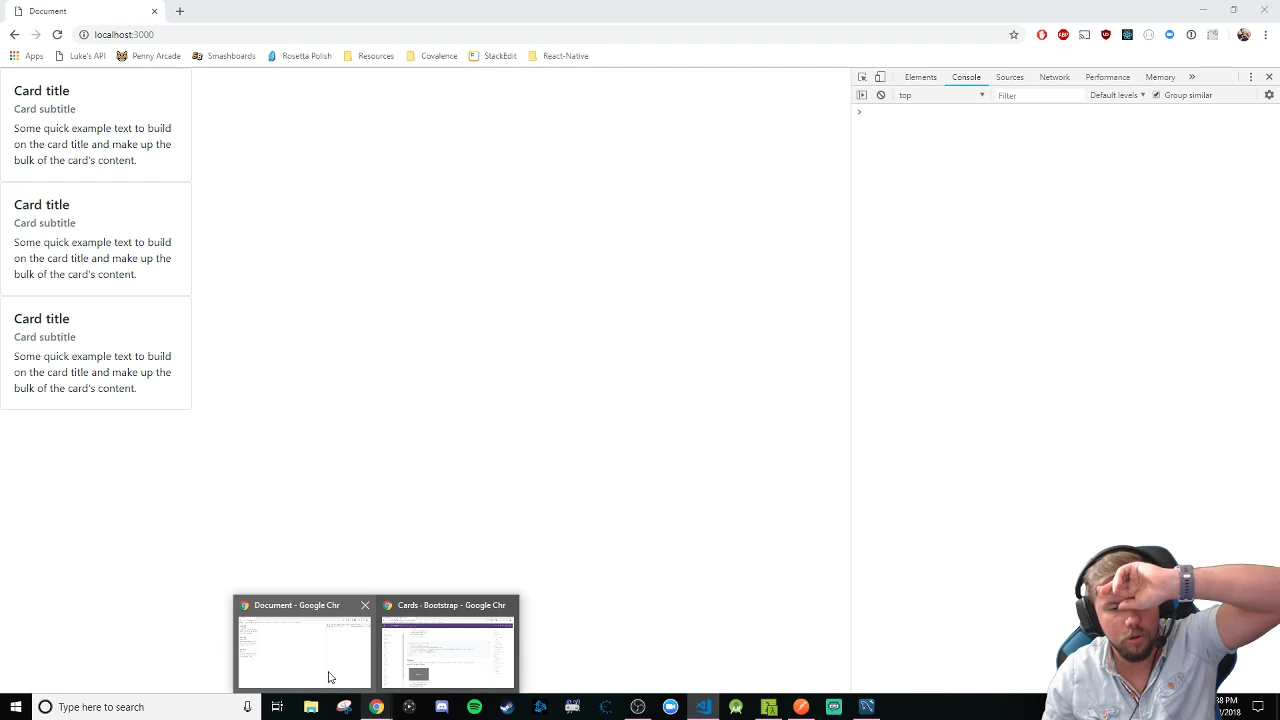 Document
localhost:3000
Apps Luke's API Penny Arcade Smashboards Rosetta Polish Resources Covalence StackEdit React-Native
Elements Console Sources Network Performance Memory »
top Filter Default levels Group similar
Card title
Card subtitle
Some quick example text to build
on the card title and make up the
bulk of the card's content.
Card title
Card subtitle
Some quick example text to build
on the card title and make up the
bulk of the card's content.
Card title
Card subtitle
Some quick example text to build
on the card title and make up the
bulk of the card's content.
Document - Google Chr
Cards · Bootstrap - Google Chr
Type here to search
8 PM
/2018